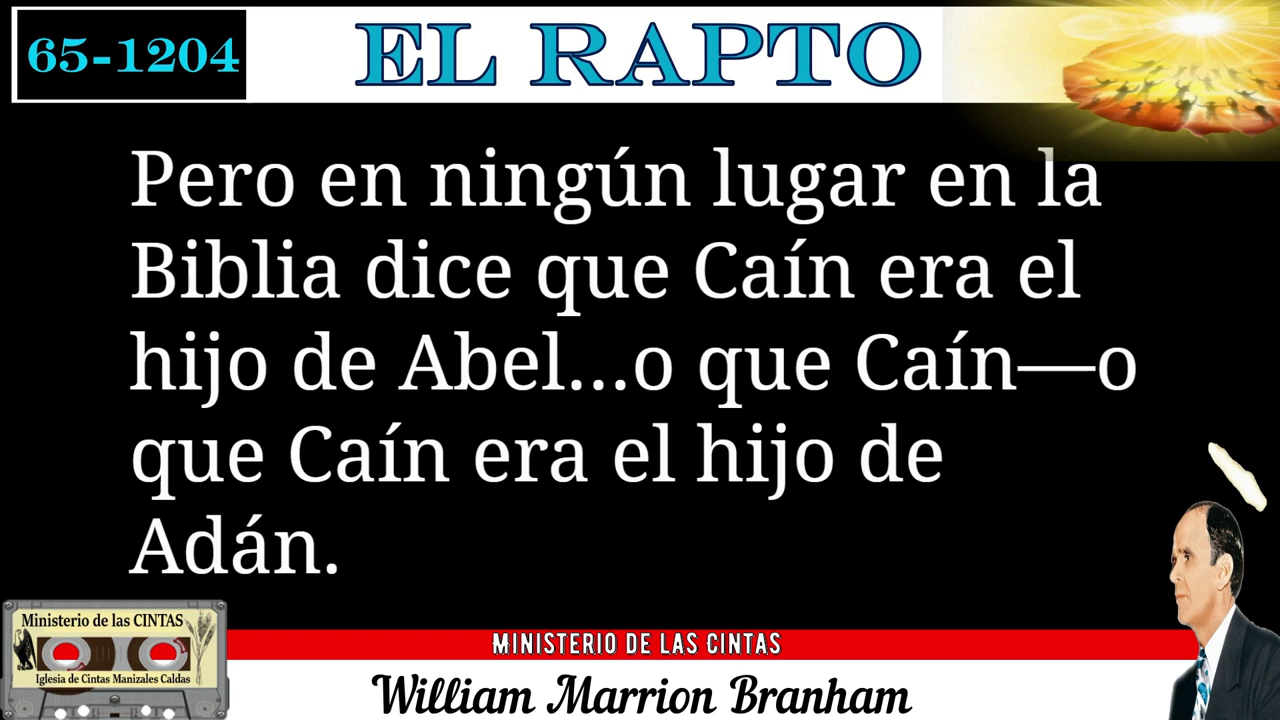 65-1204
EL RAPTO
Pero en ningún lugar en la
Biblia dice que Caín era el
hijo de Abel...o que Caín—o
que Caín era el hijo de
Adán.
Ministerio de las CINTAS
Iglesia de Cintas Manizales Caldas
MINISTERIO DE LAS CINTAS
William Marrion Branham